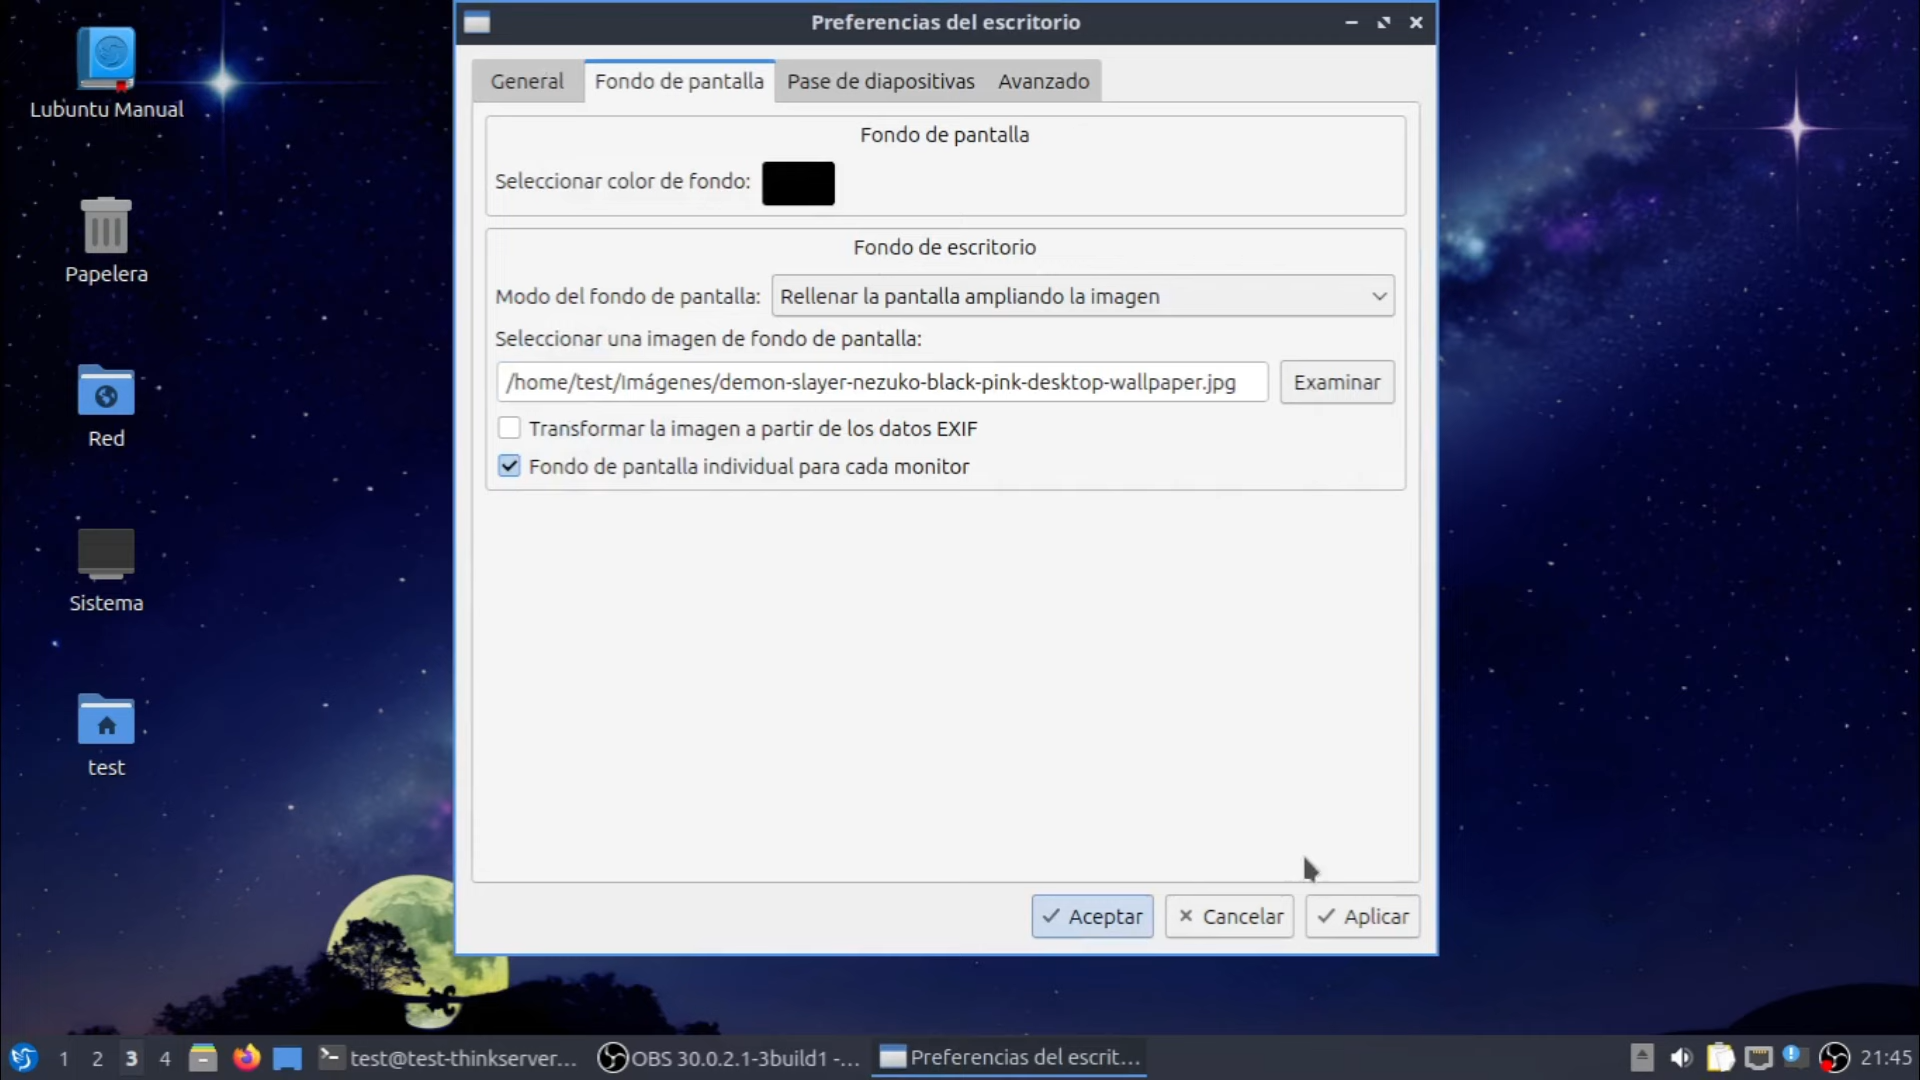 Preferencias del escritorio
General
Fondo de pantalla
Pase de diapositivas
Avanzado
Fondo de pantalla
Seleccionar color de fondo:
Fondo de escritorio
Modo del fondo de pantalla:
Rellenar la pantalla ampliando la imagen
Seleccionar una imagen de fondo de pantalla:
/home/test/Imágenes/demon-slayer-nezuko-black-pink-desktop-wallpaper.jpg
Examinar
Transformar la imagen a partir de los datos EXIF
Fondo de pantalla individual para cada monitor
Aceptar
Cancelar
Aplicar
Lubuntu Manual
Papelera
Red
Sistema
test
1 2 3 4
test@test-thinkserver...
OBS 30.0.2.1-3build1 -...
Preferencias del escrit...
21:45